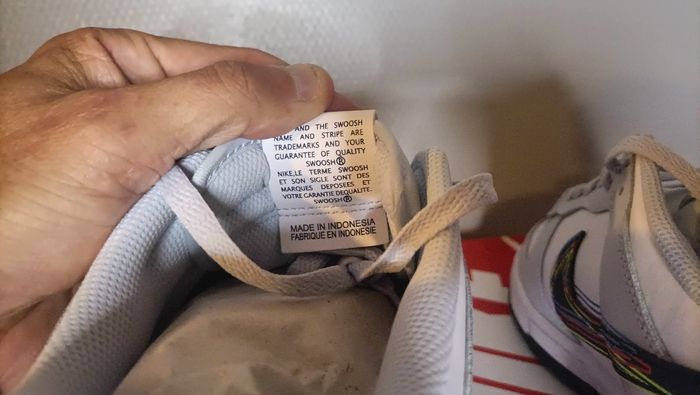 AND THE SWOOSH
NAME AND STRIPE ARE
TRADEMARKS AND YOUR
GUARANTEE OF QUALITY
SWOOSH®
NIKE,LE TERME SWOOSH
ET SON SIGLE SONT DES
MARQUES DEPOSEES ET
VOTRE GARANTIE DEQUALITE.
SWOOSH®
MADE IN INDONESIA
FABRIQUE EN INDONESIE